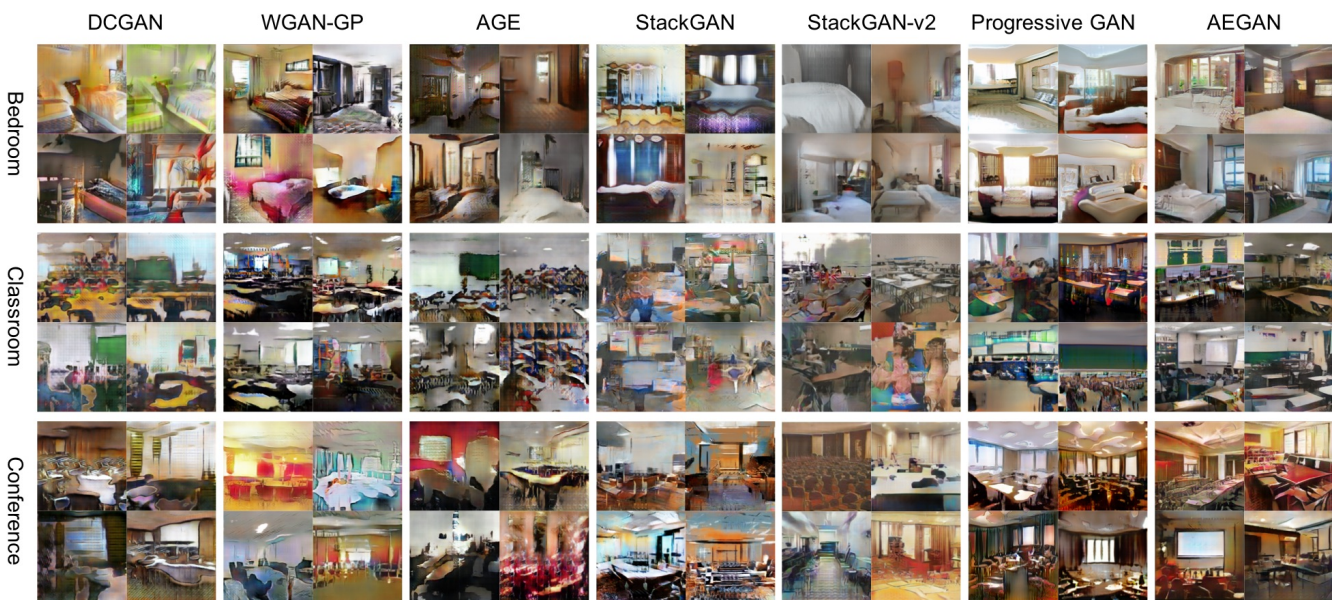 DCGAN WGAN-GP AGE StackGAN StackGAN-v2 Progressive GAN AEGAN
Bedroom
Classroom
Conference